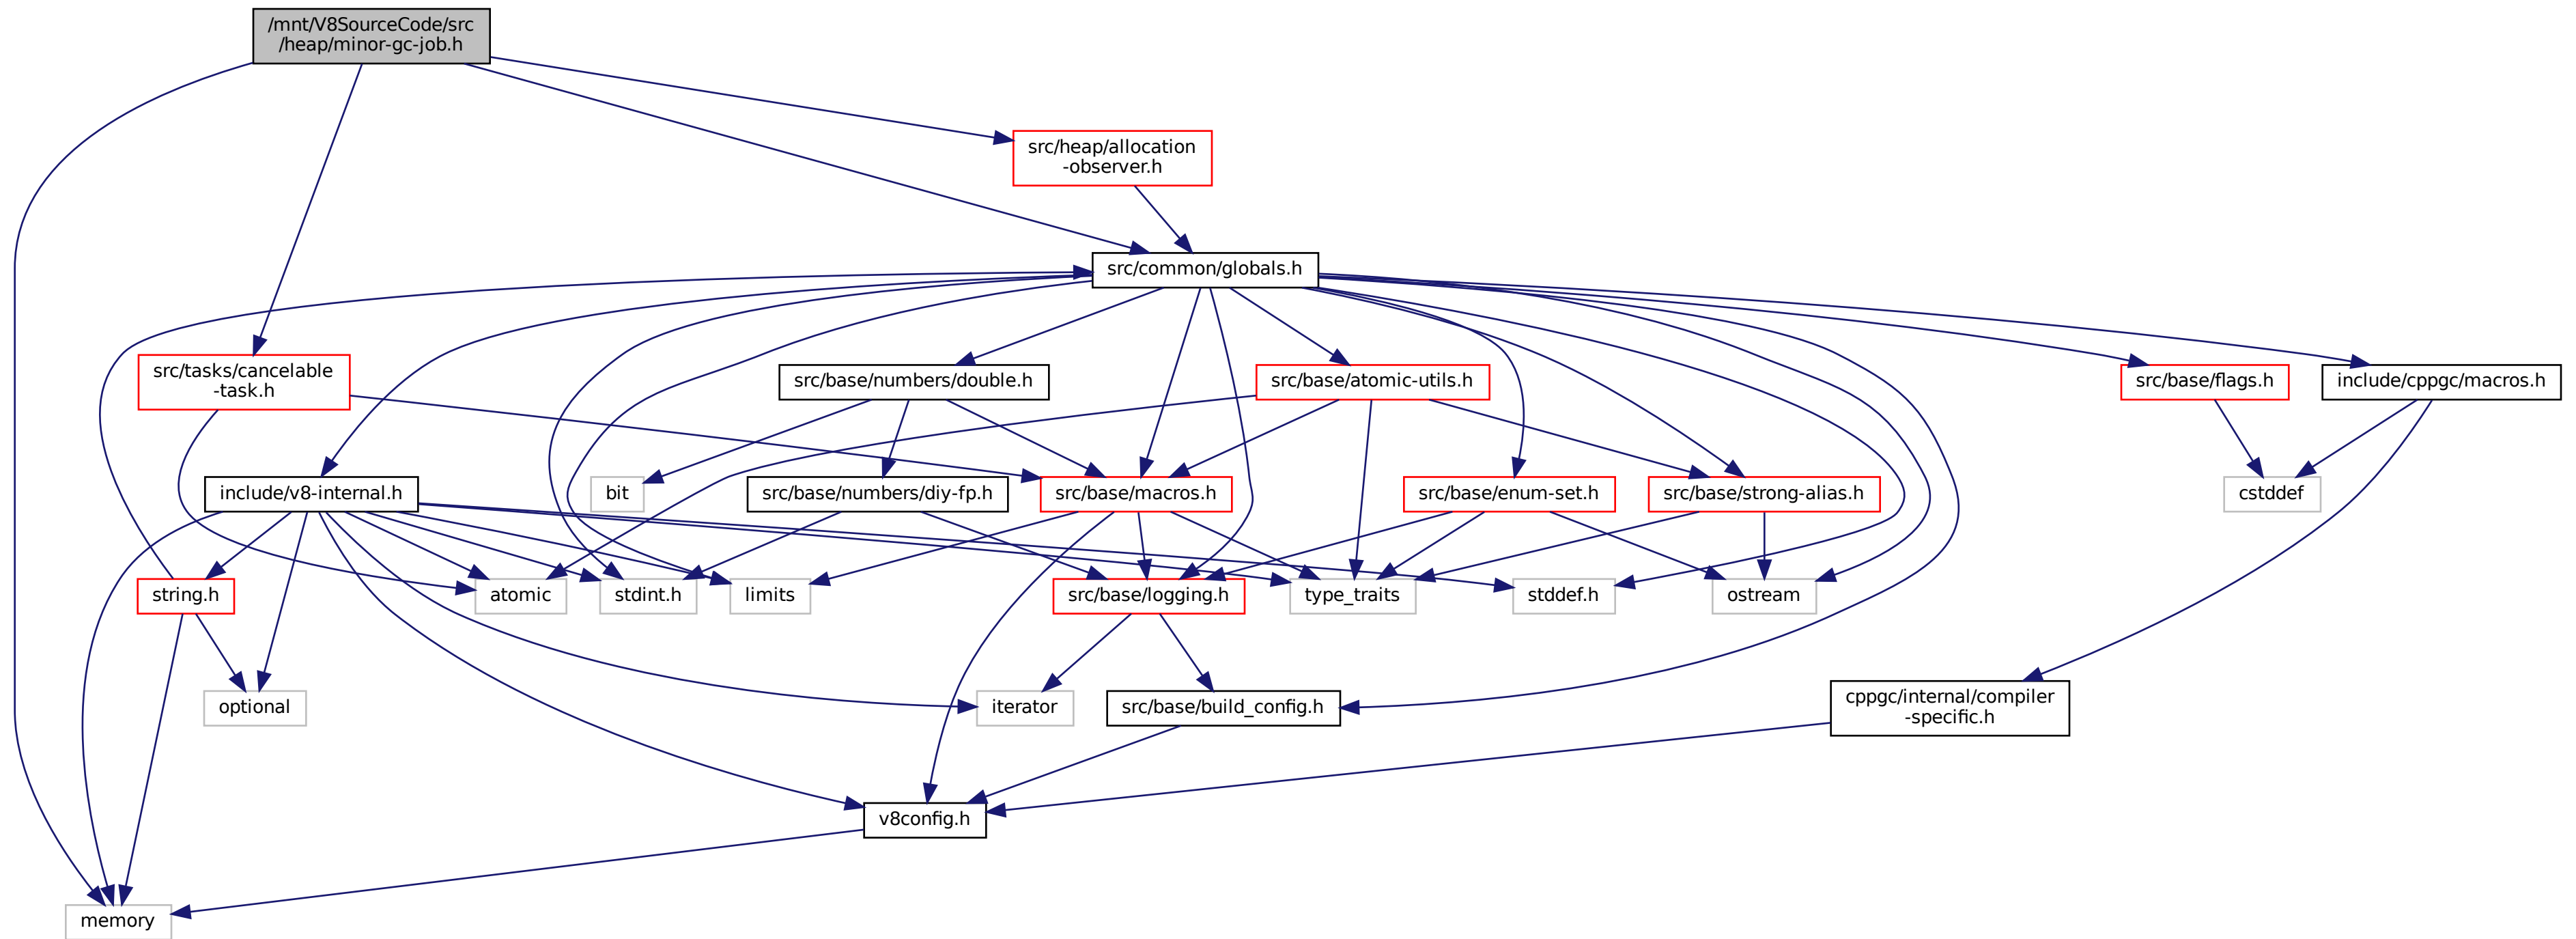 /mnt/V8SourceCode/src
/heap/minor-gc-job.h
src/heap/allocation
-observer.h
src/common/globals.h
src/tasks/cancelable
-task.h
src/base/numbers/double.h
src/base/atomic-utils.h
src/base/flags.h
include/cppgc/macros.h
include/v8-internal.h
bit
src/base/numbers/diy-fp.h
src/base/macros.h
src/base/enum-set.h
src/base/strong-alias.h
cstddef
string.h
atomic
stdint.h
limits
src/base/logging.h
type_traits
stddef.h
ostream
optional
iterator
src/base/build_config.h
cppgc/internal/compiler
-specific.h
v8config.h
memory